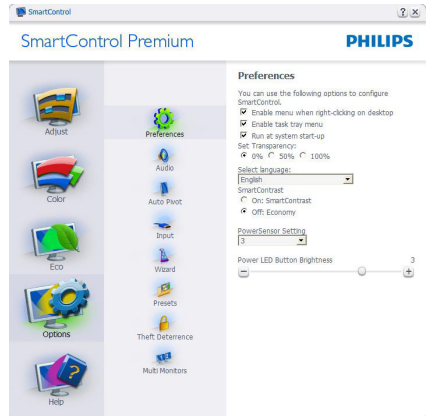 SmartControl
SmartControl Premium
PHILIPS
Adjust
Color
Eco
Options
Help
Preferences
Audio
Auto Pivot
Input
Wizard
Presets
Theft Deterrence
Multi Monitors
Preferences
You can use the following options to configure
SmartControl.
Enable menu when right-clicking on desktop
Enable task tray menu
Run at system start-up
Set Transparency:
0% 50% 100%
Select language:
English
SmartContrast
On: SmartContrast
Off: Economy
PowerSensor Setting
3
Power LED Button Brightness 3